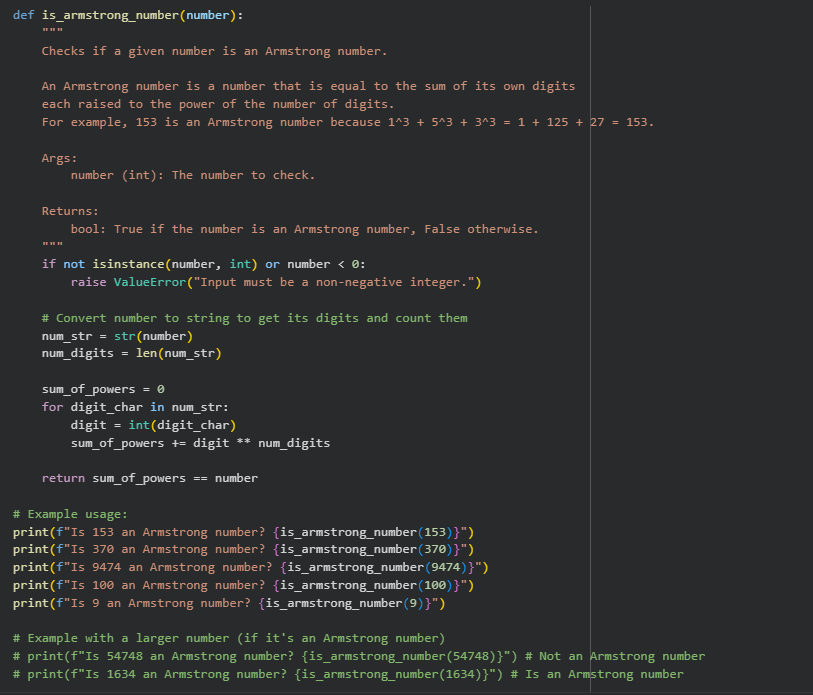 def is_armstrong_number(number):
    """
    Checks if a given number is an Armstrong number.

    An Armstrong number is a number that is equal to the sum of its own digits
    each raised to the power of the number of digits.
    For example, 153 is an Armstrong number because 1^3 + 5^3 + 3^3 = 1 + 125 + 27 = 153.

    Args:
        number (int): The number to check.

    Returns:
        bool: True if the number is an Armstrong number, False otherwise.
    """
    if not isinstance(number, int) or number < 0:
        raise ValueError("Input must be a non-negative integer.")

    # Convert number to string to get its digits and count them
    num_str = str(number)
    num_digits = len(num_str)

    sum_of_powers = 0
    for digit_char in num_str:
        digit = int(digit_char)
        sum_of_powers += digit ** num_digits

    return sum_of_powers == number

# Example usage:
print(f"Is 153 an Armstrong number? {is_armstrong_number(153)}")
print(f"Is 370 an Armstrong number? {is_armstrong_number(370)}")
print(f"Is 9474 an Armstrong number? {is_armstrong_number(9474)}")
print(f"Is 100 an Armstrong number? {is_armstrong_number(100)}")
print(f"Is 9 an Armstrong number? {is_armstrong_number(9)}")

# Example with a larger number (if it's an Armstrong number)
# print(f"Is 54748 an Armstrong number? {is_armstrong_number(54748)}") # Not an Armstrong number
# print(f"Is 1634 an Armstrong number? {is_armstrong_number(1634)}") # Is an Armstrong number